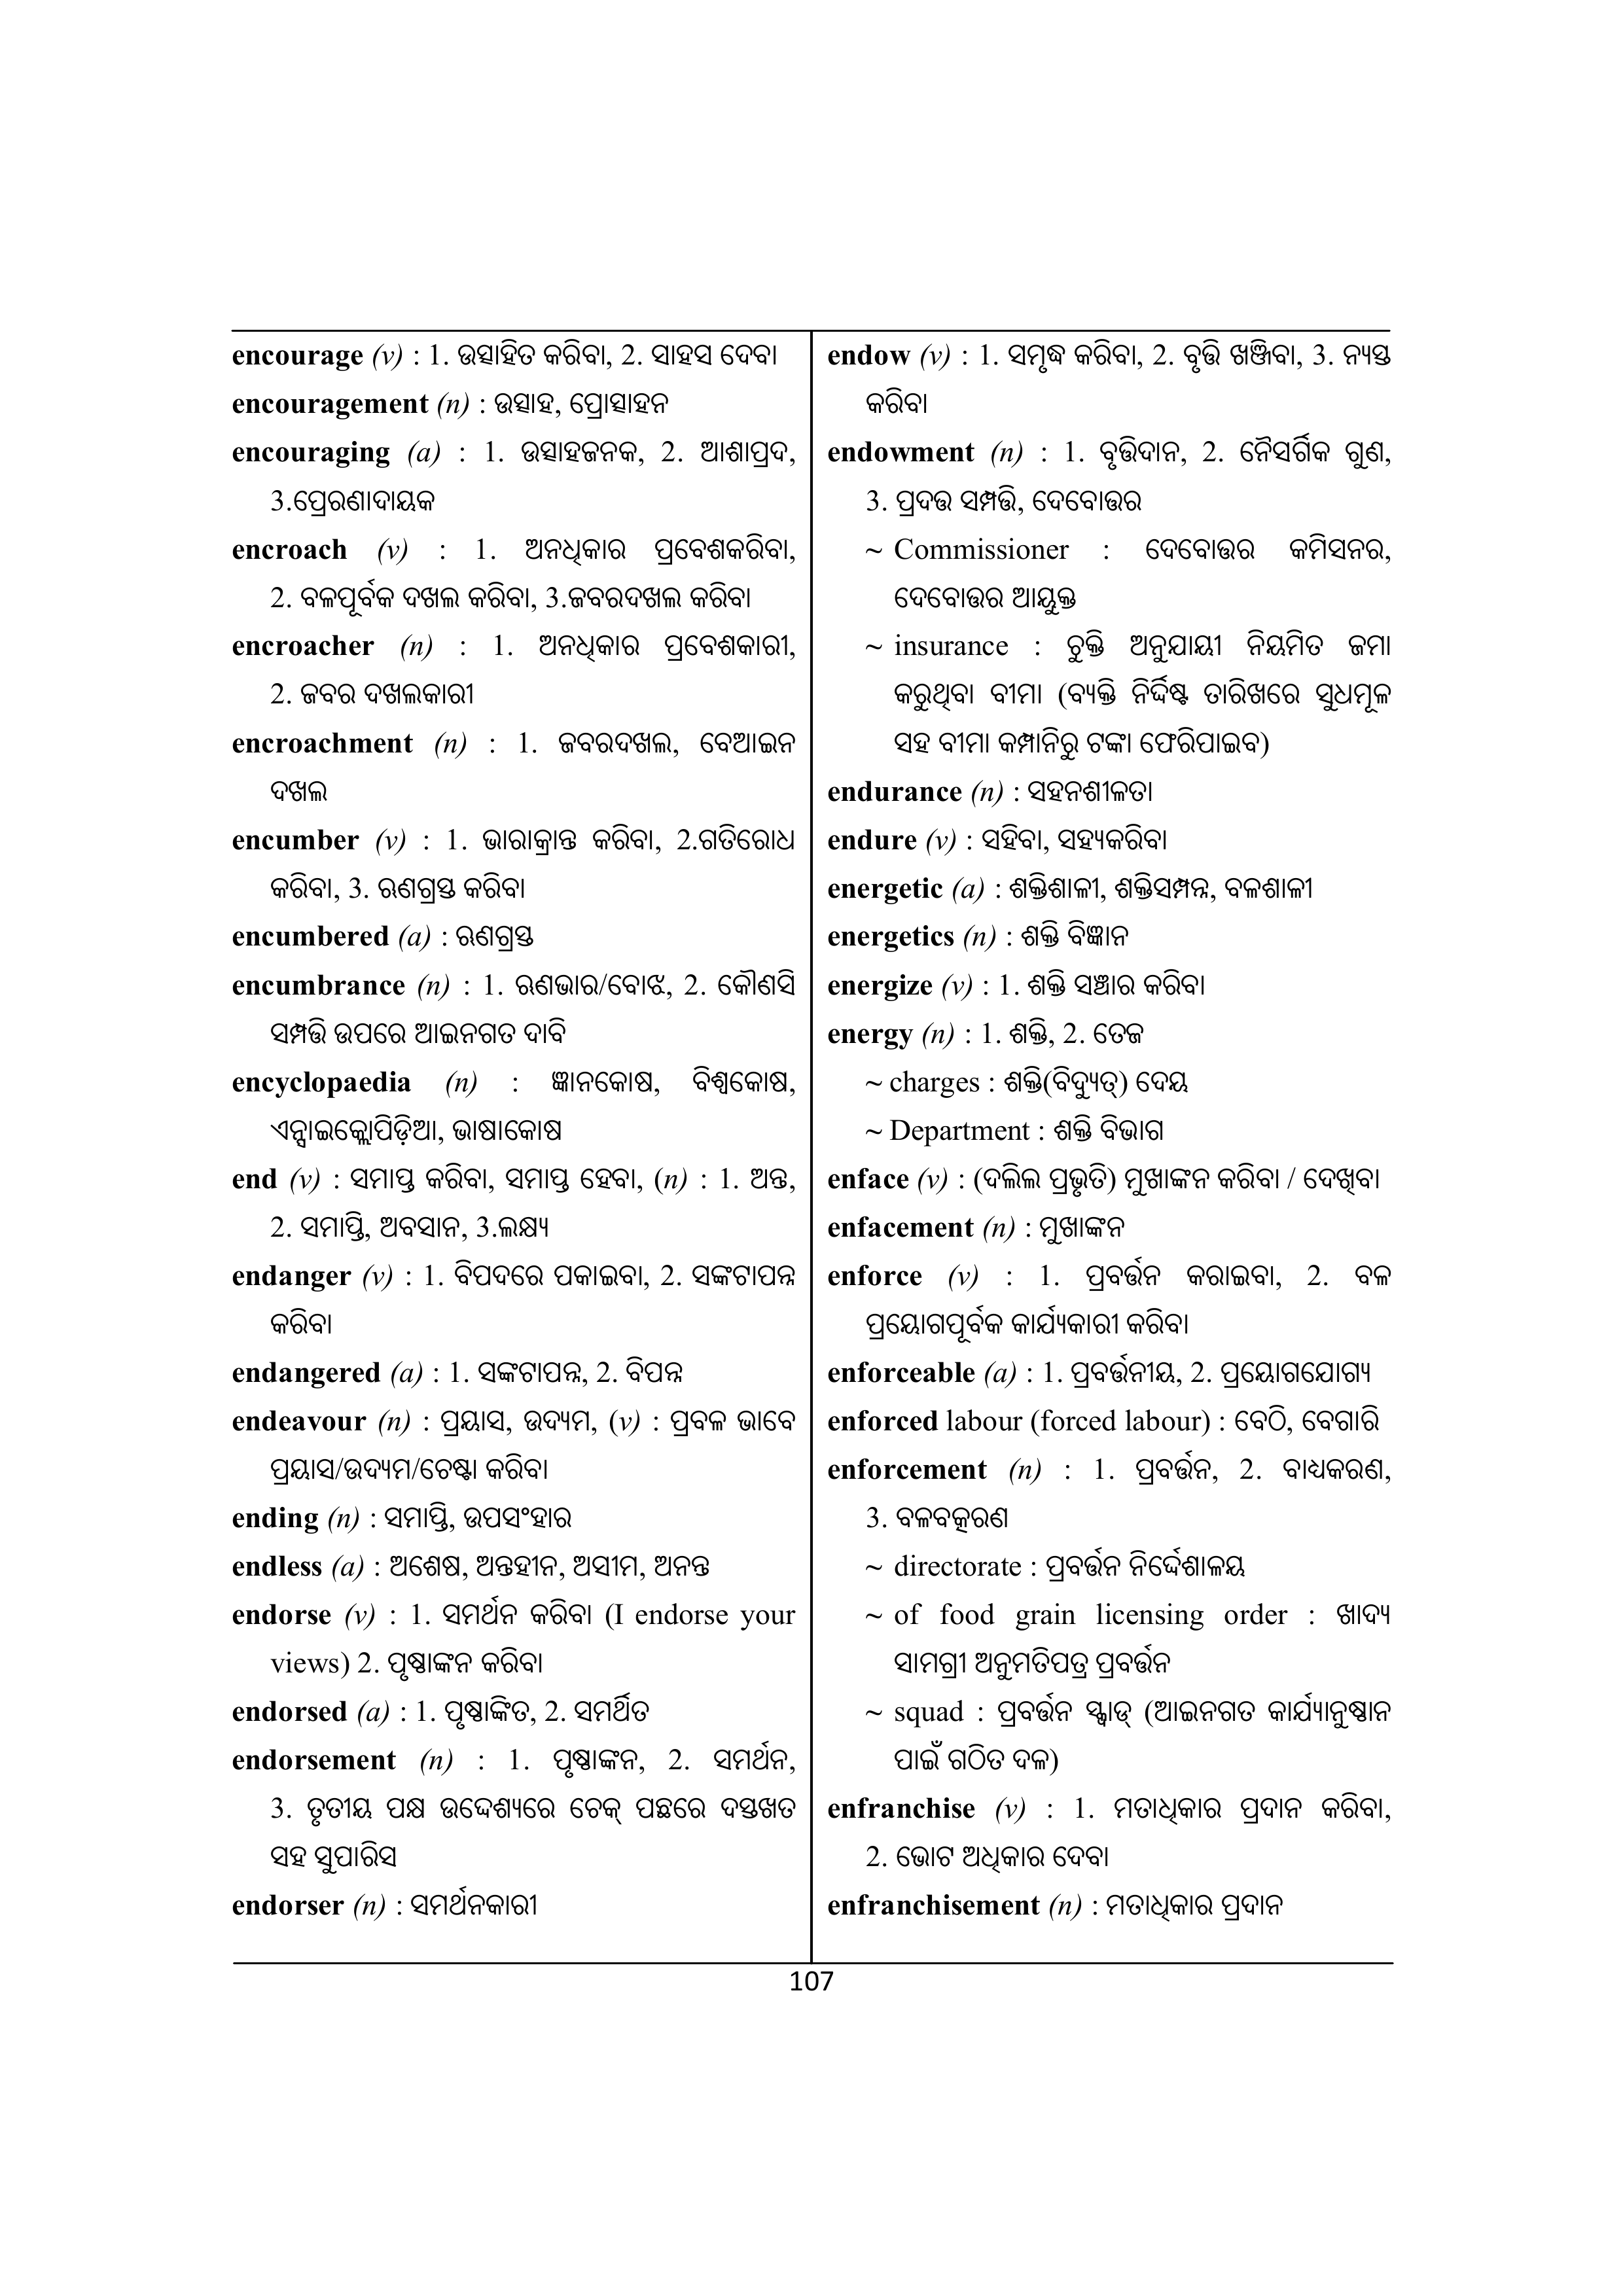 encourage (v) : 1. ଉତ୍ସାହିତ କରିବା, 2. ସାହସ ଦେବା
encouragement (n) : ଉତ୍ସାହ, ପ୍ରୋତ୍ସାହନ
encouraging (a) : 1. ଉତ୍ସାହଜନକ, 2. ଆଶାପ୍ରଦ,
3.ପ୍ରେରଣାଦାୟକ
encroach (v) : 1. ଅନଧିକାର ପ୍ରବେଶକରିବା,
2. ବଳପୂର୍ବକ ଦଖଲ କରିବା, 3.ଜବରଦଖଲ କରିବା
encroacher (n) : 1. ଅନଧିକାର ପ୍ରବେଶକାରୀ,
2. ଜବର ଦଖଲକାରୀ
encroachment (n) : 1. ଜବରଦଖଲ, ବେଆଇନ
ଦଖଲ
encumber (v) : 1. ଭାରାକ୍ରାନ୍ତ କରିବା, 2.ଗତିରୋଧ
କରିବା, 3. ଋଣଗ୍ରସ୍ତ କରିବା
encumbered (a) : ଋଣଗ୍ରସ୍ତ
encumbrance (n) : 1. ଋଣଭାର/ବୋଝ, 2. କୌଣସି
ସମ୍ପତ୍ତି ଉପରେ ଆଇନଗତ ଦାବି
encyclopaedia (n) : ଜ୍ଞାନକୋଷ, ବିଶ୍ୱକୋଷ,
ଏନ୍ସାଇକ୍ଲୋପିଡ଼ିଆ, ଭାଷାକୋଷ
end (v) : ସମାପ୍ତ କରିବା, ସମାପ୍ତ ହେବା, (n) : 1. ଅନ୍ତ,
2. ସମାପ୍ତି, ଅବସାନ, 3.ଲକ୍ଷ୍ୟ
endanger (v) : 1. ବିପଦରେ ପକାଇବା, 2. ସଙ୍କଟାପନ୍ନ
କରିବା
endangered (a) : 1. ସଙ୍କଟାପନ୍ନ, 2. ବିପନ୍ନ
endeavour (n) : ପ୍ରୟାସ, ଉଦ୍ୟମ, (v) : ପ୍ରବଳ ଭାବେ
ପ୍ରୟାସ/ଉଦ୍ୟମ/ଚେଷ୍ଟା କରିବା
ending (n) : ସମାପ୍ତି, ଉପସଂହାର
endless (a) : ଅଶେଷ, ଅନ୍ତହୀନ, ଅସୀମ, ଅନନ୍ତ
endorse (v) : 1. ସମର୍ଥନ କରିବା (I endorse your
views) 2. ପୃଷ୍ଠାଙ୍କନ କରିବା
endorsed (a) : 1. ପୃଷ୍ଠାଙ୍କିତ, 2. ସମର୍ଥିତ
endorsement (n) : 1. ପୃଷ୍ଠାଙ୍କନ, 2. ସମର୍ଥନ,
3. ତୃତୀୟ ପକ୍ଷ ଉଦ୍ଦେଶ୍ୟରେ ଚେକ୍ ପଛରେ ଦସ୍ତଖତ
ସହ ସୁପାରିସ
endorser (n) : ସମର୍ଥନକାରୀ
endow (v) : 1. ସମୃଦ୍ଧ କରିବା, 2. ବୃତ୍ତି ଖଞ୍ଜିବା, 3. ନ୍ୟସ୍ତ
କରିବା
endowment (n) : 1. ବୃତ୍ତିଦାନ, 2. ନୈସର୍ଗିକ ଗୁଣ,
3. ପ୍ରଦତ୍ତ ସମ୍ପତ୍ତି, ଦେବୋତ୍ତର
~ Commissioner : ଦେବୋତ୍ତର କମିସନର,
ଦେବୋତ୍ତର ଆୟୁକ୍ତ
~ insurance : ଚୁକ୍ତି ଅନୁଯାୟୀ ନିୟମିତ ଜମା
କରୁଥିବା ବୀମା (ବ୍ୟକ୍ତି ନିର୍ଦ୍ଦିଷ୍ଟ ତାରିଖରେ ସୁଧମୂଳ
ସହ ବୀମା କମ୍ପାନିରୁ ଟଙ୍କା ଫେରିପାଇବ)
endurance (n) : ସହନଶୀଳତା
endure (v) : ସହିବା, ସହ୍ୟକରିବା
energetic (a) : ଶକ୍ତିଶାଳୀ, ଶକ୍ତିସମ୍ପନ୍ନ, ବଳଶାଳୀ
energetics (n) : ଶକ୍ତି ବିଜ୍ଞାନ
energize (v) : 1. ଶକ୍ତି ସଞ୍ଚାର କରିବା
energy (n) : 1. ଶକ୍ତି, 2. ତେଜ
~ charges : ଶକ୍ତି(ବିଦ୍ୟୁତ୍) ଦେୟ
~ Department : ଶକ୍ତି ବିଭାଗ
enface (v) : (ଦଲିଲ ପ୍ରଭୃତି) ମୁଖାଙ୍କନ କରିବା / ଦେଖିବା
enfacement (n) : ମୁଖାଙ୍କନ
enforce (v) : 1. ପ୍ରବର୍ତ୍ତନ କରାଇବା, 2. ବଳ
ପ୍ରୟୋଗପୂର୍ବକ କାର୍ଯ୍ୟକାରୀ କରିବା
enforceable (a) : 1. ପ୍ରବର୍ତ୍ତନୀୟ, 2. ପ୍ରୟୋଗଯୋଗ୍ୟ
enforced labour (forced labour) : ବେଠି, ବେଗାରି
enforcement (n) : 1. ପ୍ରବର୍ତ୍ତନ, 2. ବାଧ୍ୟକରଣ,
3. ବଳବତ୍କରଣ
~ directorate : ପ୍ରବର୍ତ୍ତନ ନିର୍ଦ୍ଦେଶାଳୟ
~ of food grain licensing order : ଖାଦ୍ୟ
ସାମଗ୍ରୀ ଅନୁମତିପତ୍ର ପ୍ରବର୍ତ୍ତନ
~ squad : ପ୍ରବର୍ତ୍ତନ ସ୍କ୍ୱାଡ୍ (ଆଇନଗତ କାର୍ଯ୍ୟାନୁଷ୍ଠାନ
ପାଇଁ ଗଠିତ ଦଳ)
enfranchise (v) : 1. ମତାଧିକାର ପ୍ରଦାନ କରିବା,
2. ଭୋଟ ଅଧିକାର ଦେବା
enfranchisement (n) : ମତାଧିକାର ପ୍ରଦାନ
107